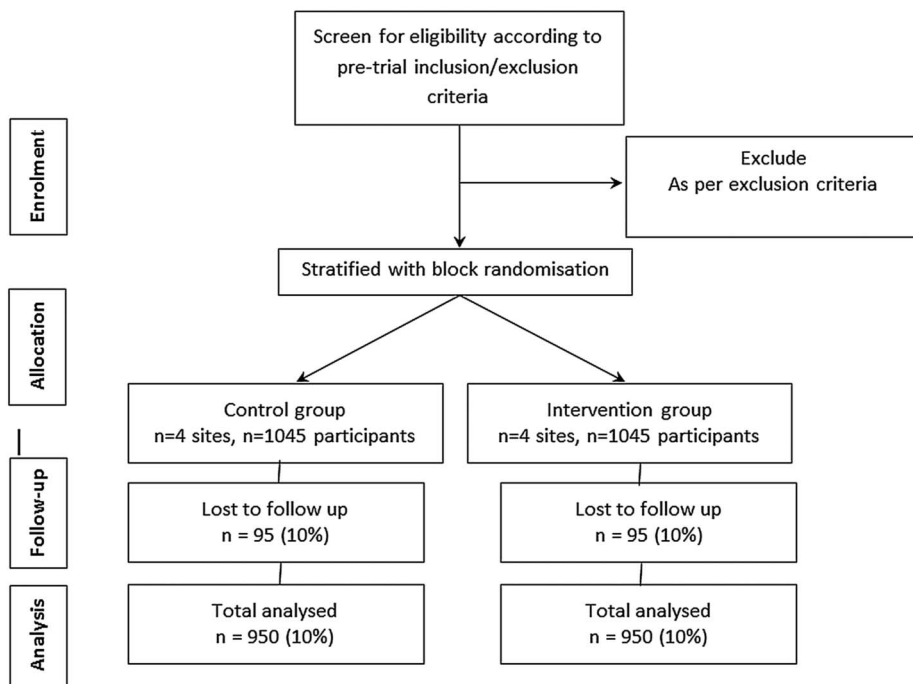 Screen for eligibility according to
pre-trial inclusion/exclusion
criteria
Enrolment
Exclude
As per exclusion criteria
Stratified with block randomisation
Allocation
Control group
n=4 sites, n=1045 participants
Intervention group
n=4 sites, n=1045 participants
Follow-up
Lost to follow up
n = 95 (10%)
Lost to follow up
n = 95 (10%)
Analysis
Total analysed
n = 950 (10%)
Total analysed
n = 950 (10%)